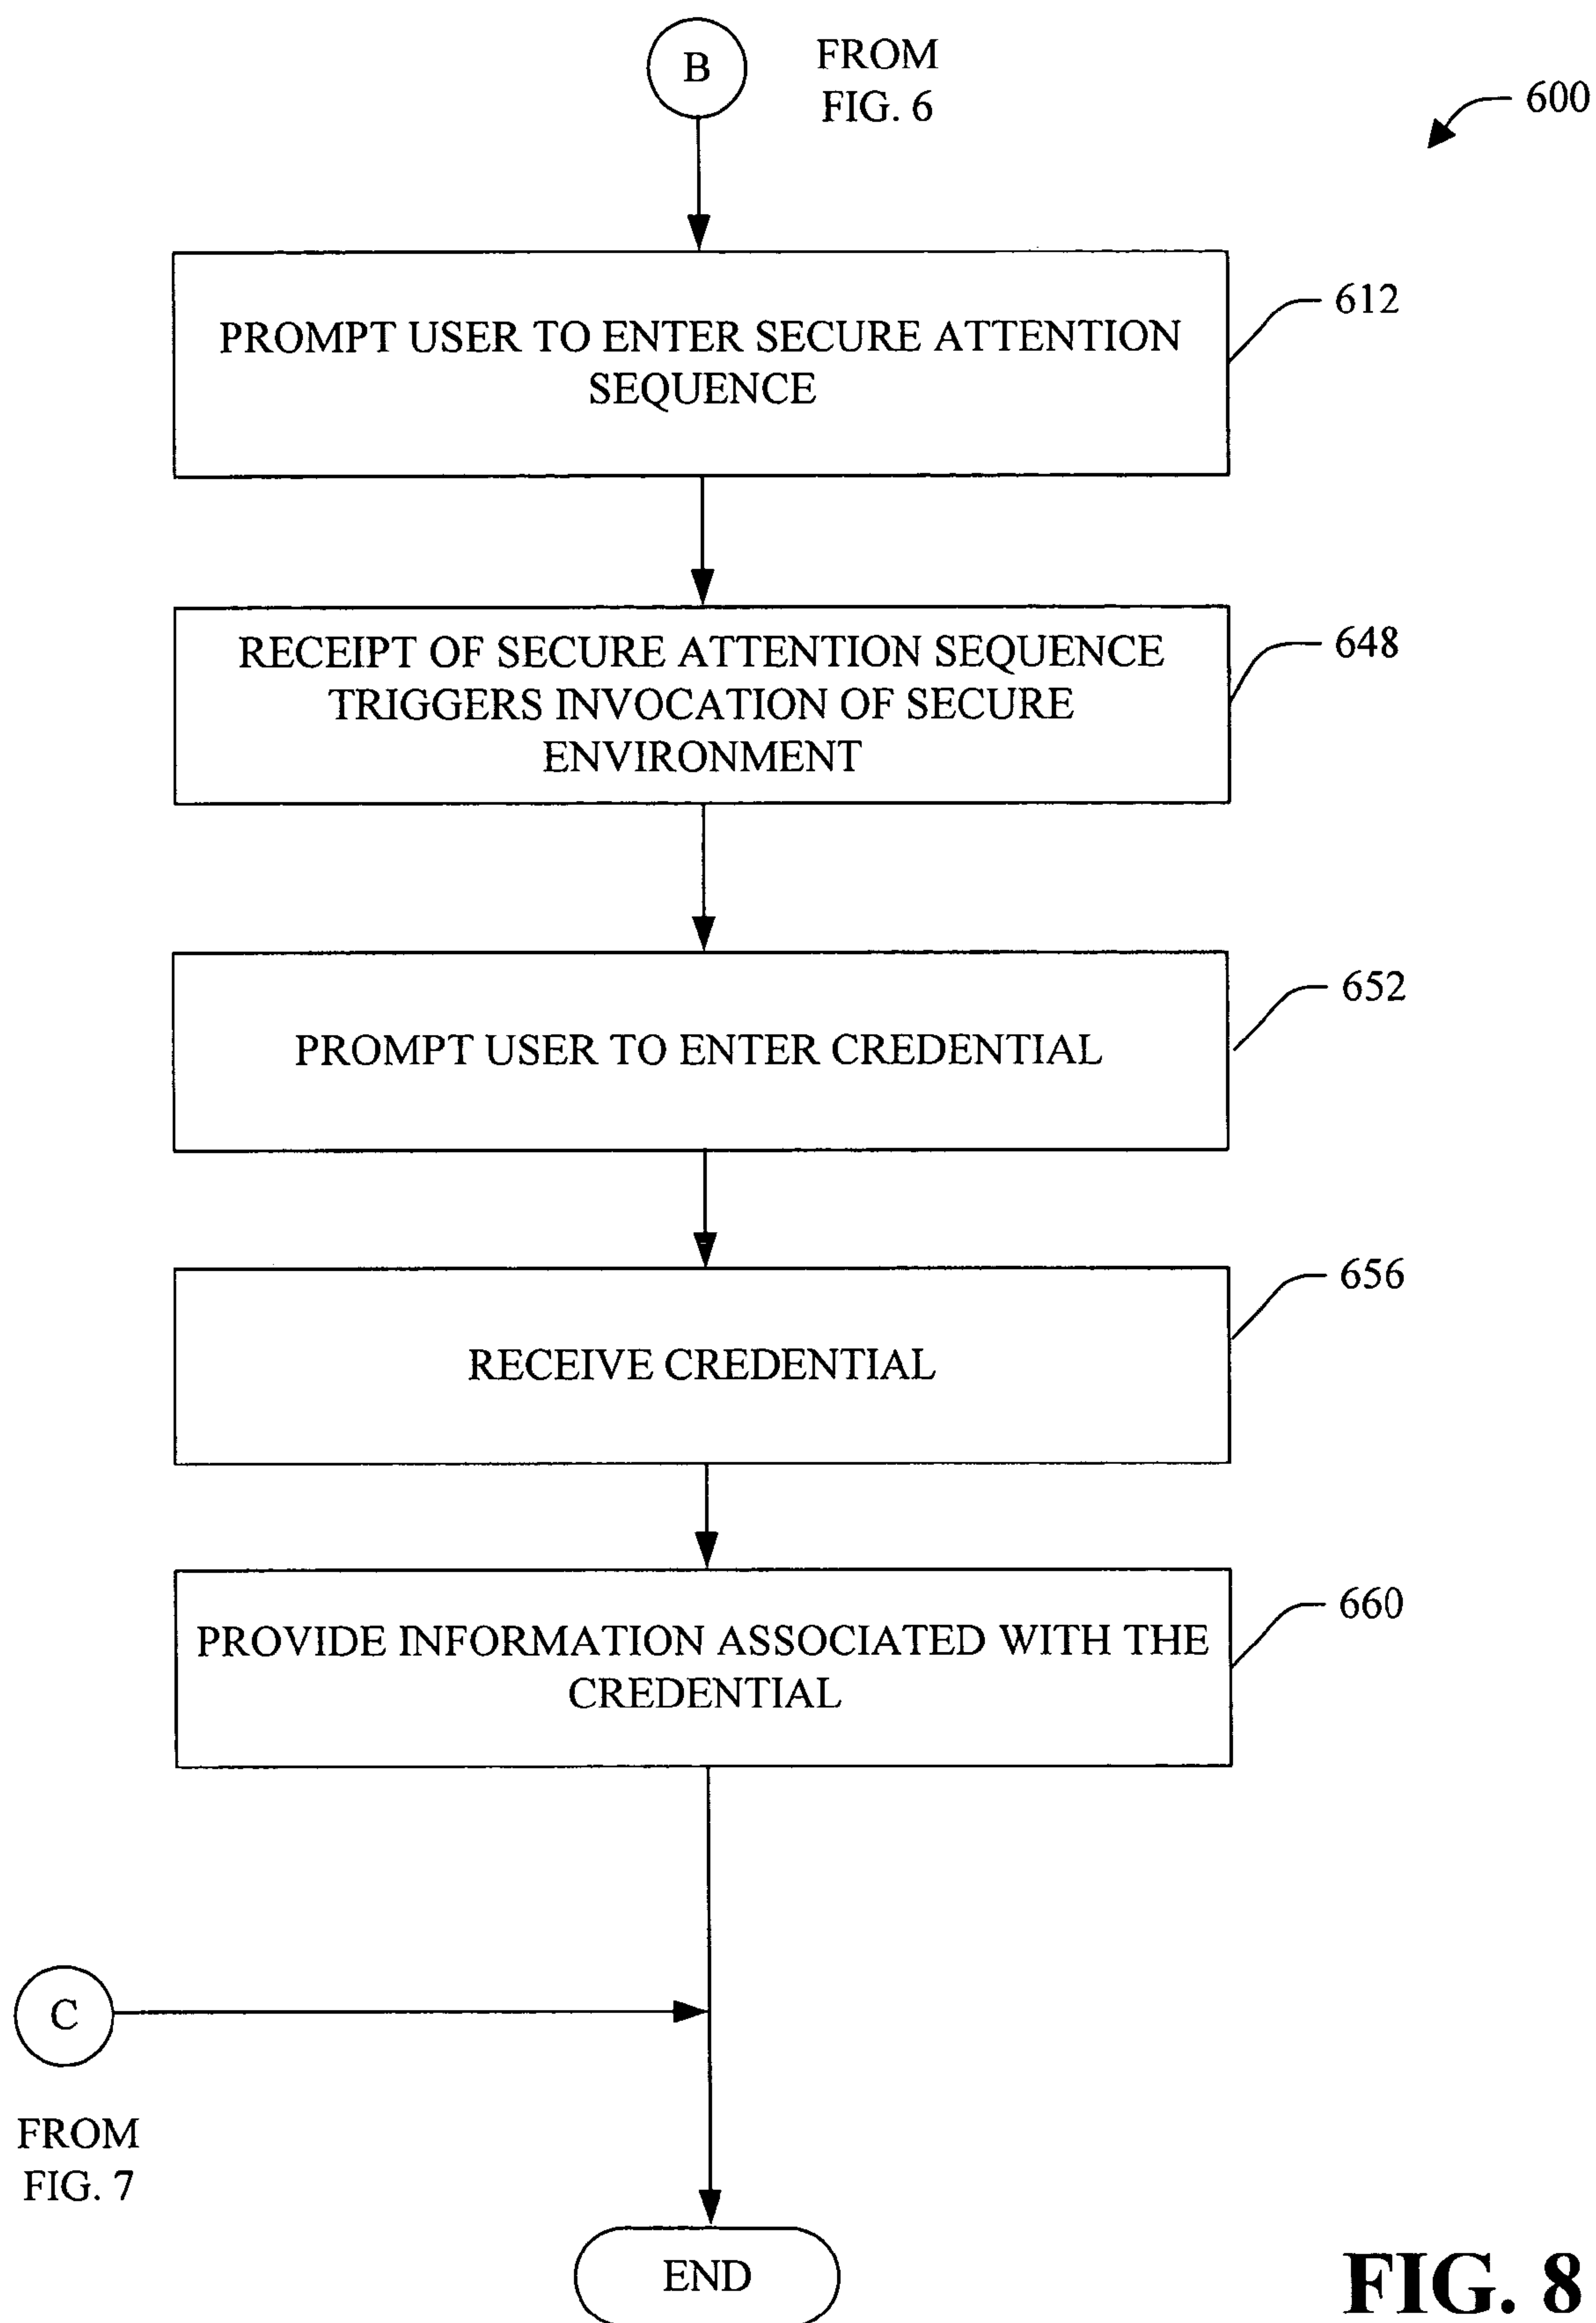 B
FROM
FIG. 6
600
PROMPT USER TO ENTER SECURE ATTENTION
SEQUENCE
612
RECEIPT OF SECURE ATTENTION SEQUENCE
TRIGGERS INVOCATION OF SECURE
ENVIRONMENT
648
PROMPT USER TO ENTER CREDENTIAL
652
RECEIVE CREDENTIAL
656
PROVIDE INFORMATION ASSOCIATED WITH THE
CREDENTIAL
660
C
FROM
FIG. 7
END
FIG. 8